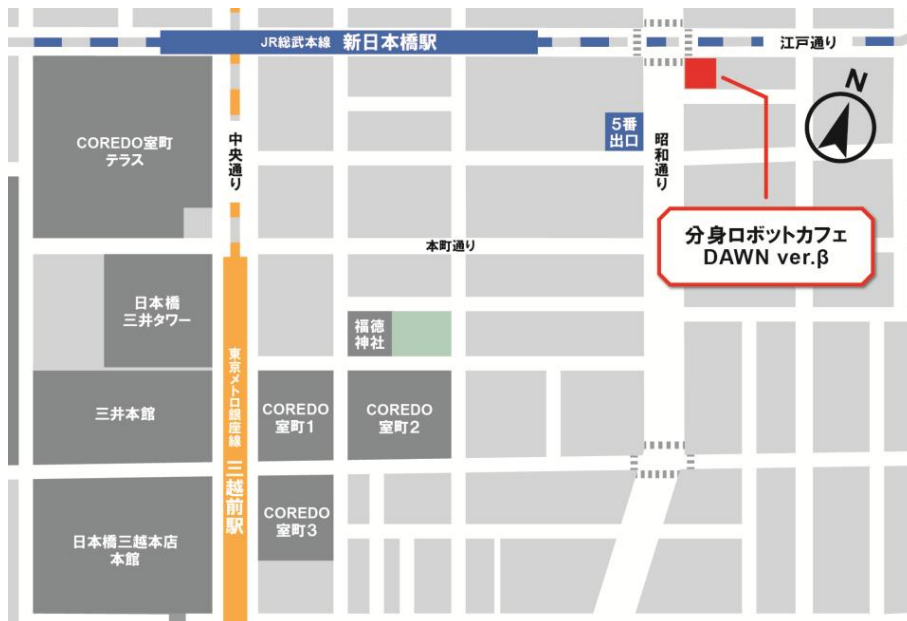 JR総武本線 新日本橋駅
江戸通り
N
COREDO室町
テラス
中央通り
5番
出口
昭和通り
分身ロボットカフェ
DAWN ver.β
本町通り
日本橋
三井タワー
福徳
神社
東京メトロ銀座線 三越前駅
三井本館
COREDO
室町1
COREDO
室町2
日本橋三越本店
本館
COREDO
室町3